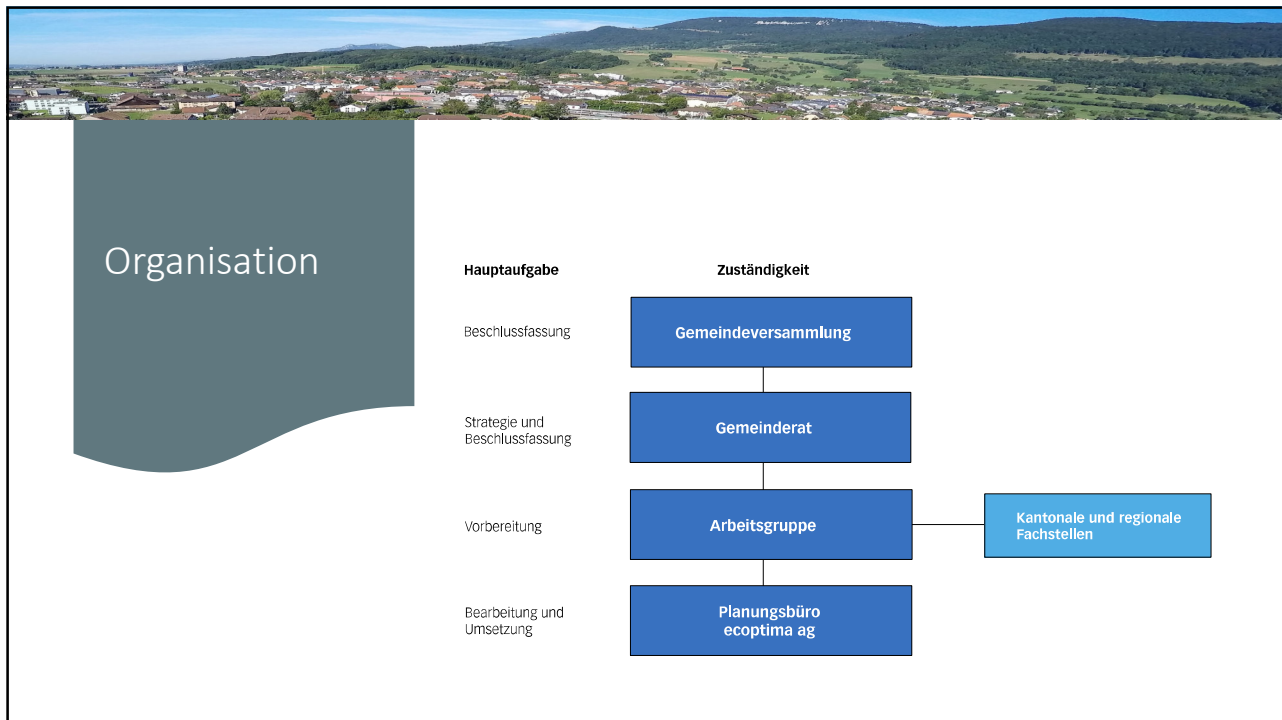 Organisation
Hauptaufgabe
Zuständigkeit
Beschlussfassung
Gemeindeversammlung
Strategie und
Beschlussfassung
Gemeinderat
Vorbereitung
Arbeitsgruppe
Kantonale und regionale
Fachstellen
Bearbeitung und
Umsetzung
Planungsbüro
ecoptima ag